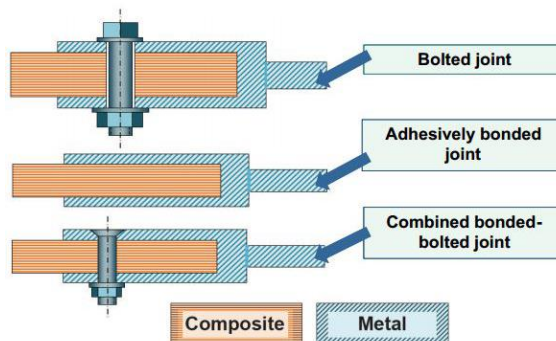 Bolted joint
Adhesively bonded
joint
Combined bonded-
bolted joint
Composite
Metal